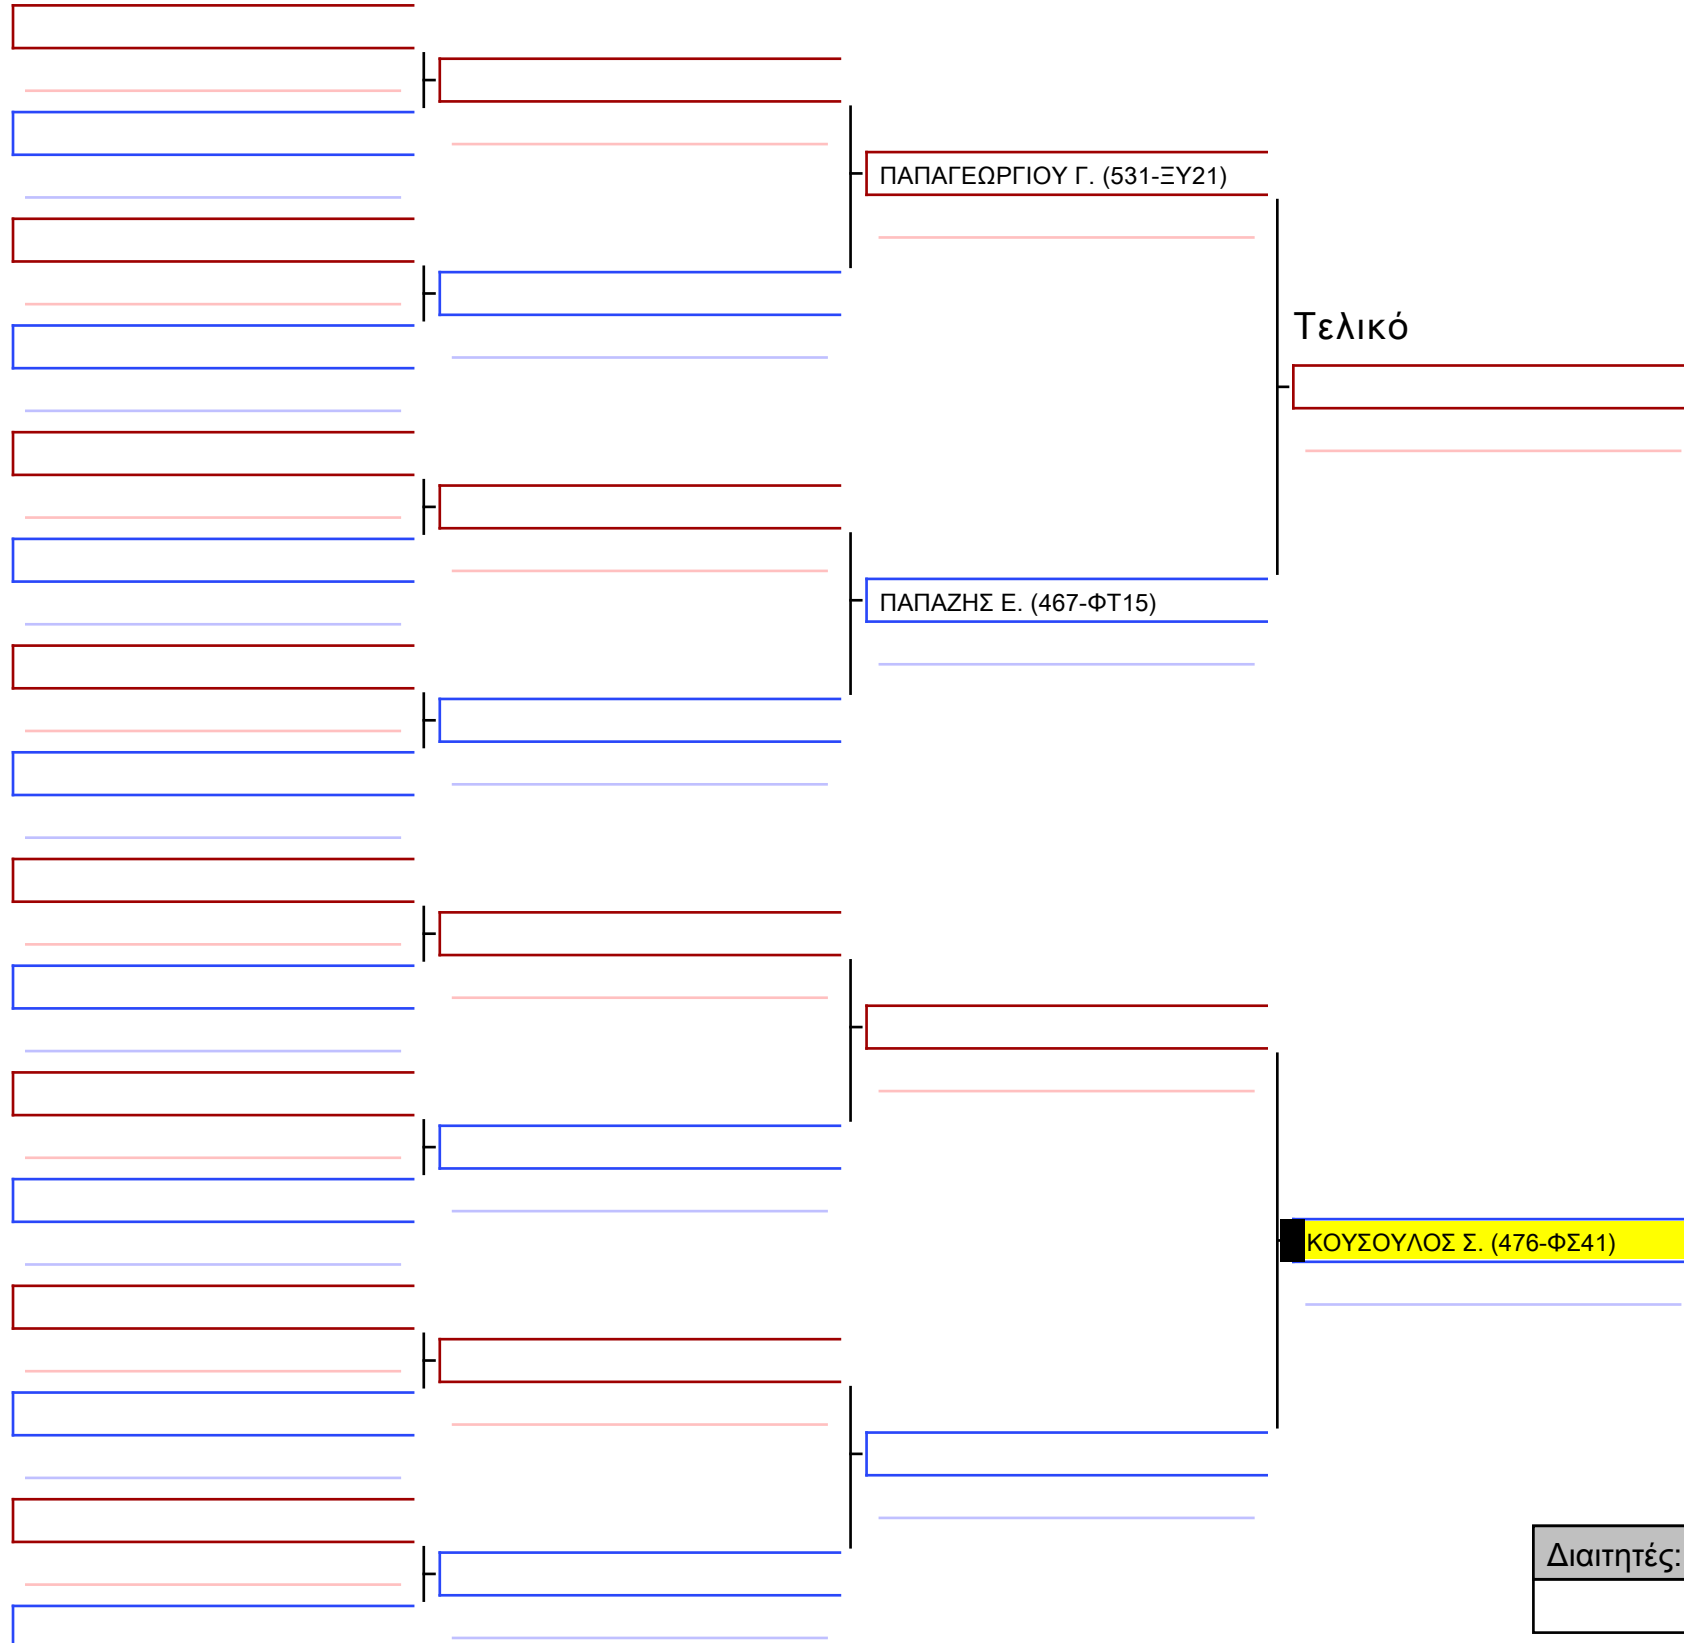 ΠΑΠΑΓΕΩΡΓΙΟΥ Γ. (531-ΞΥ21)
Τελικό
ΠΑΠΑΖΗΣ Ε. (467-ΦΤ15)
ΚΟΥΣΟΥΛΟΣ Σ. (476-ΦΣ41)
Διαιτητές: